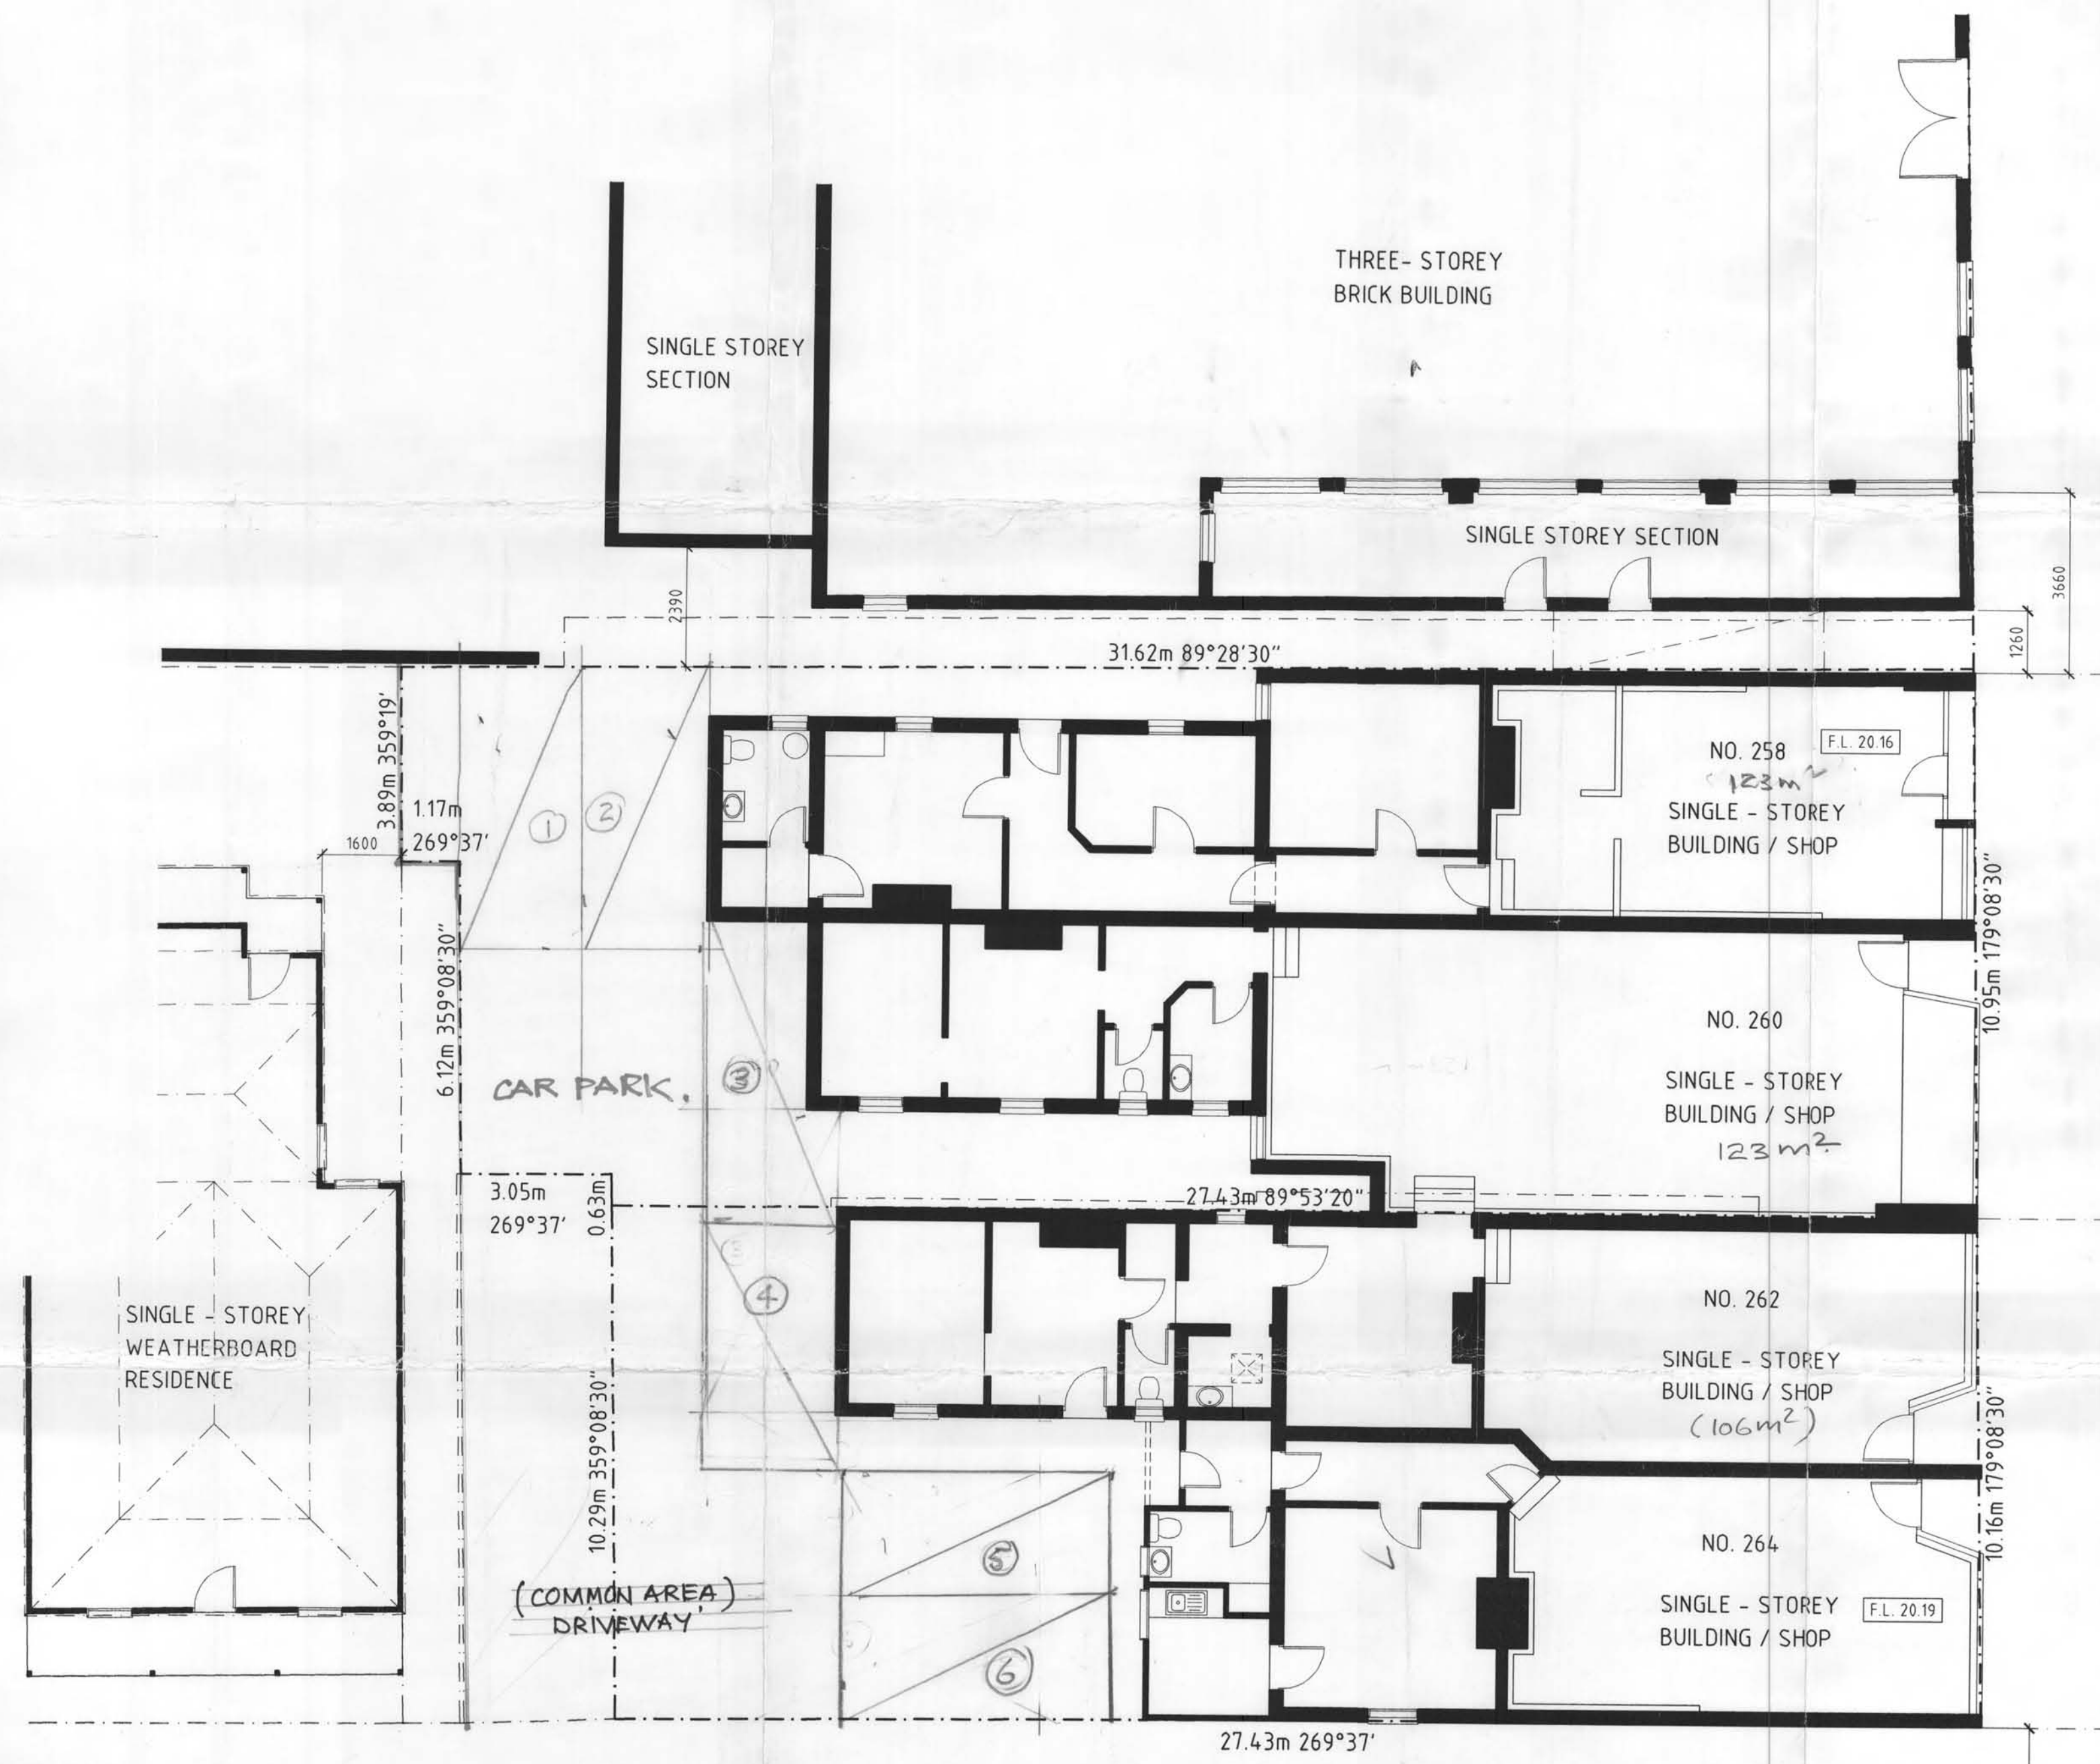 THREE- STOREY
BRICK BUILDING
SINGLE STOREY
SECTION
SINGLE STOREY SECTION
3660
2390
1260
31.62m 89°28'30"
3.89m 359°19'
1.17m
269°37'
1600
1
2
NO. 258
F.L. 20.16
123m²
SINGLE - STOREY
BUILDING / SHOP
10.95m 179°08'30"
6.12m 359°08'30"
CAR PARK.
3
NO. 260
SINGLE - STOREY
BUILDING / SHOP
123m²
3.05m
269°37'
0.63m
27.43m 89°53'20"
4
SINGLE - STOREY
WEATHERBOARD
RESIDENCE
NO. 262
SINGLE - STOREY
BUILDING / SHOP
(106m²)
10.29m 359°08'30"
10.16m 179°08'30"
5
NO. 264
(COMMON AREA)
DRIVEWAY
SINGLE - STOREY
BUILDING / SHOP
F.L. 20.19
6
27.43m 269°37'